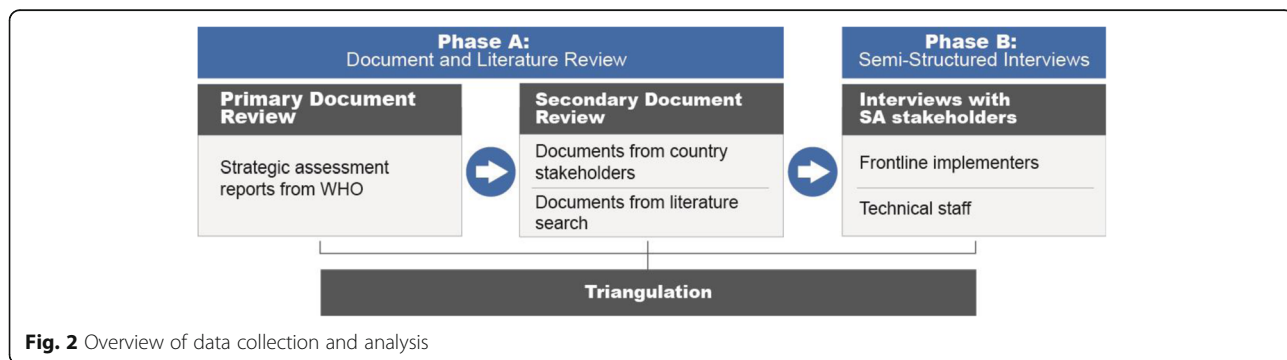 Phase A:
Document and Literature Review
Phase B:
Semi-Structured Interviews
Primary Document
Review
Strategic assessment
reports from WHO
Secondary Document
Review
Documents from country
stakeholders
Documents from literature
search
Interviews with
SA stakeholders
Frontline implementers
Technical staff
Triangulation
Fig. 2 Overview of data collection and analysis